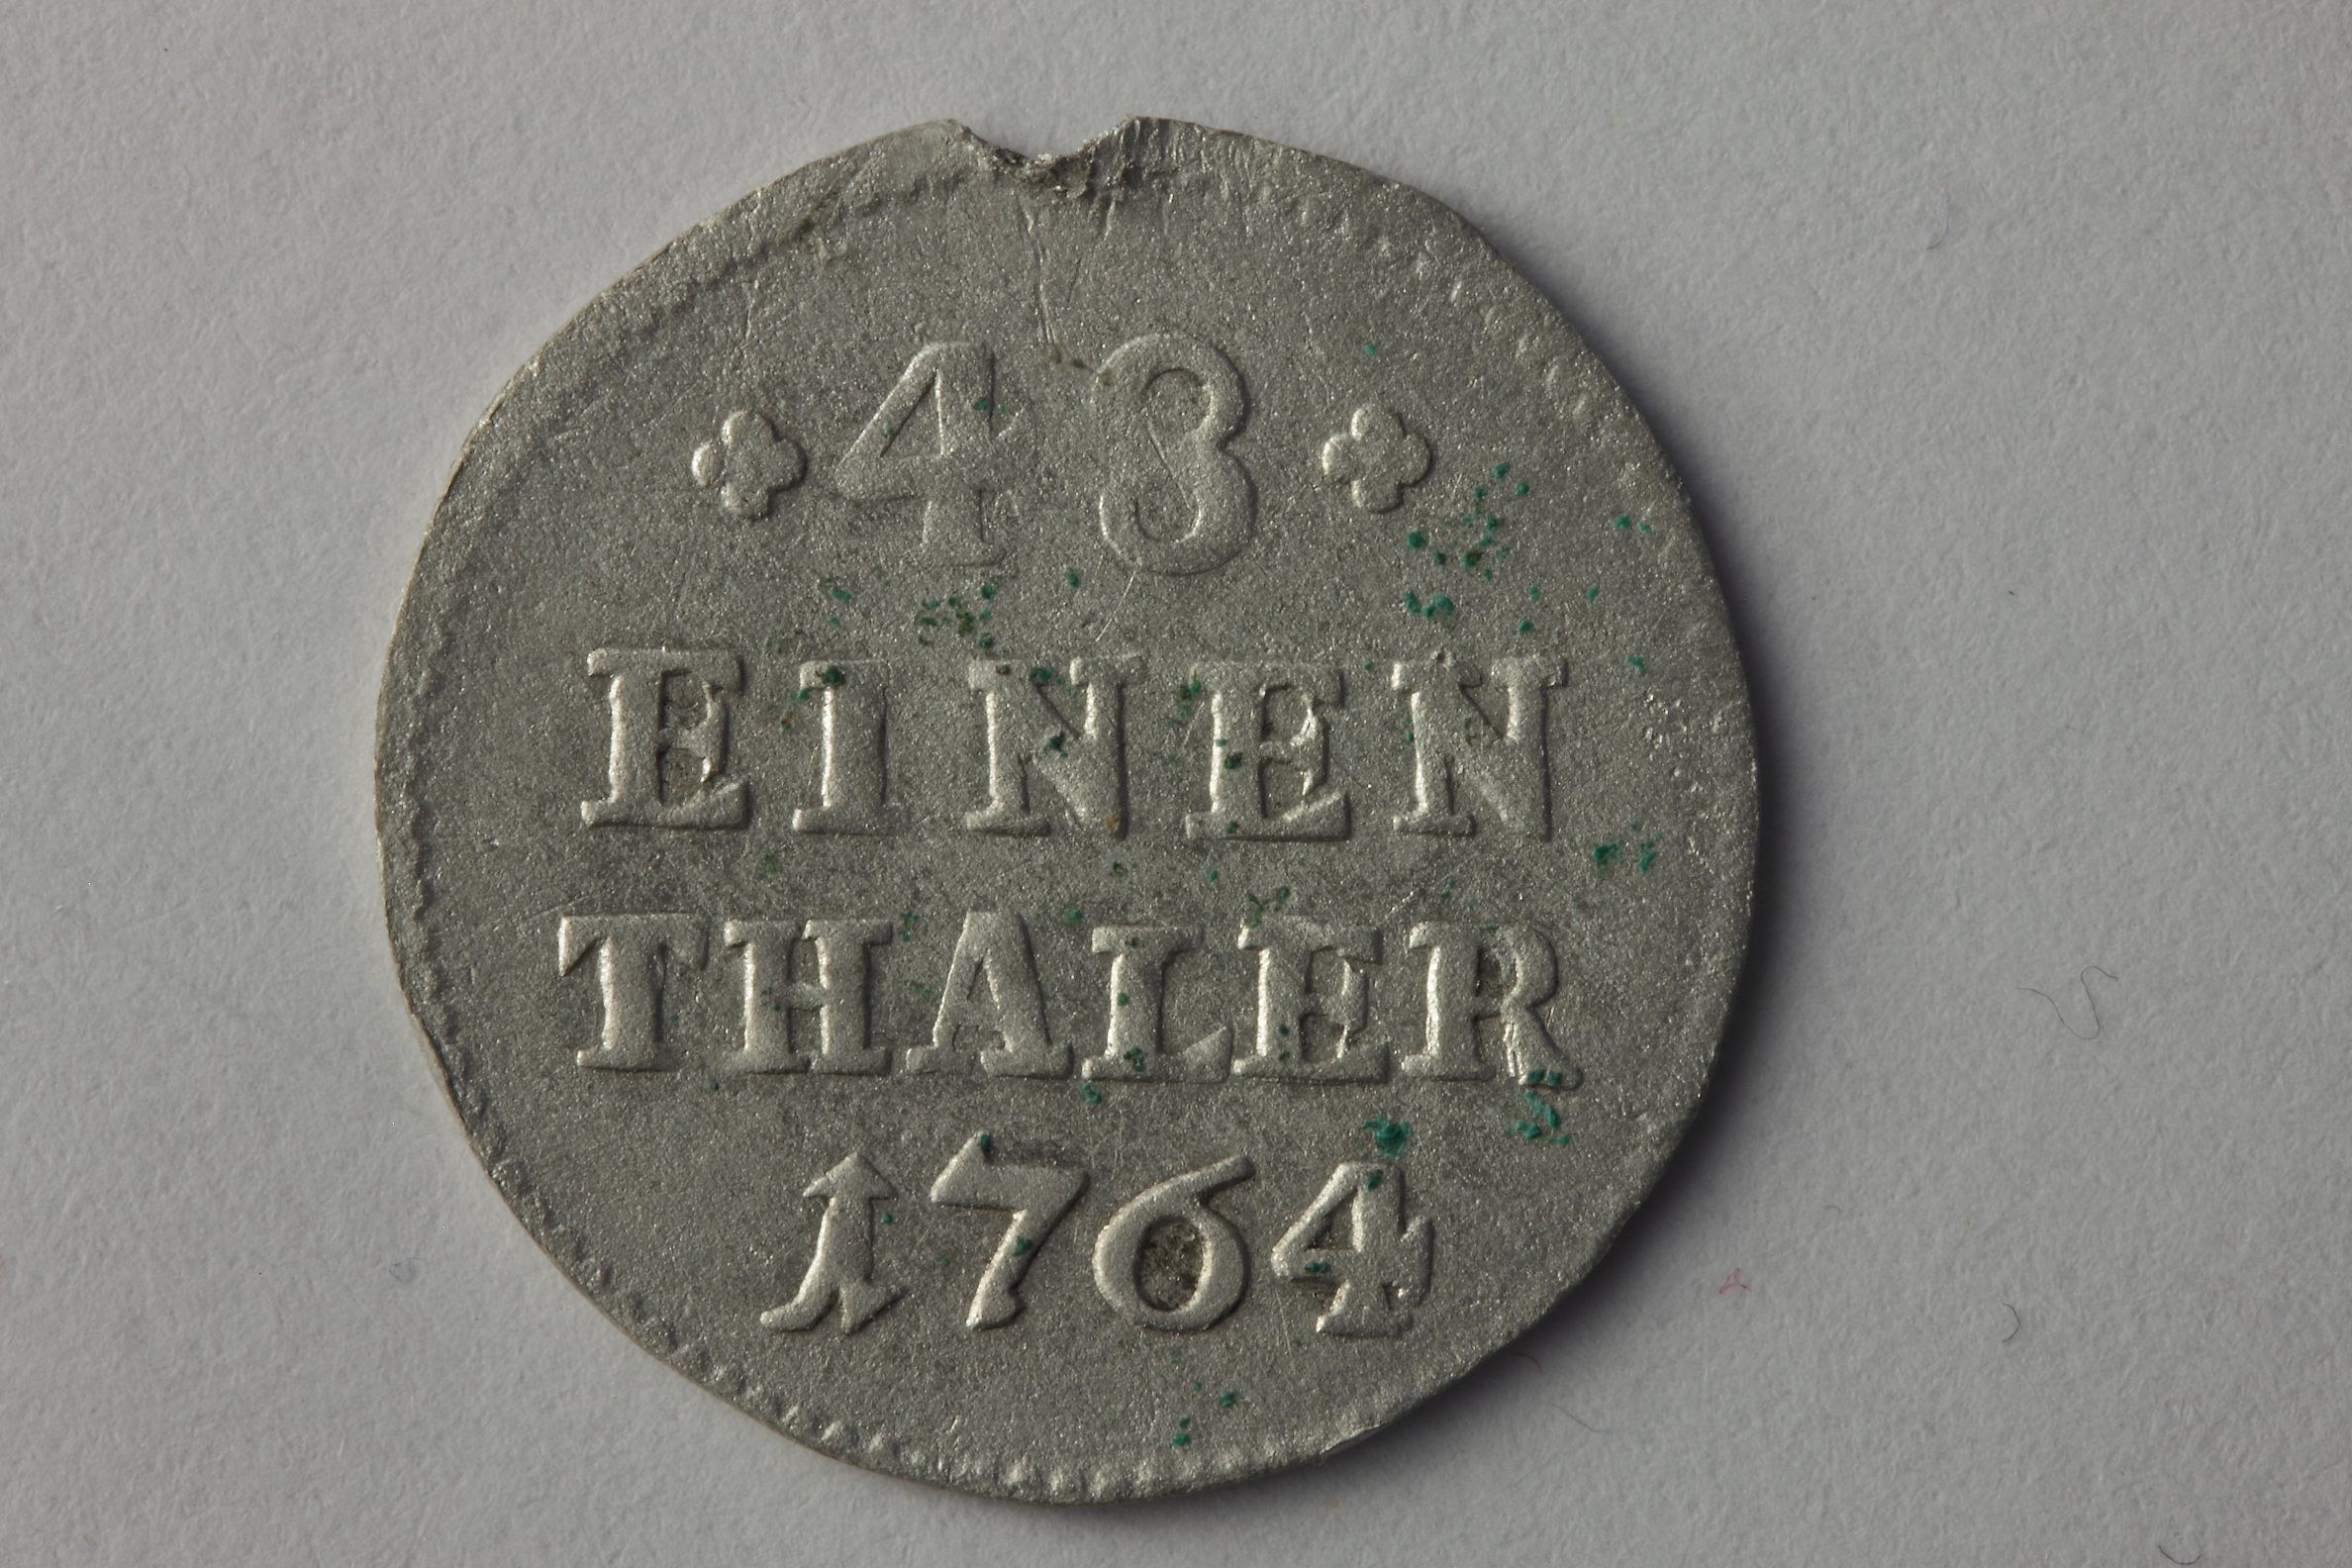 48
EINEN
THALER
1764